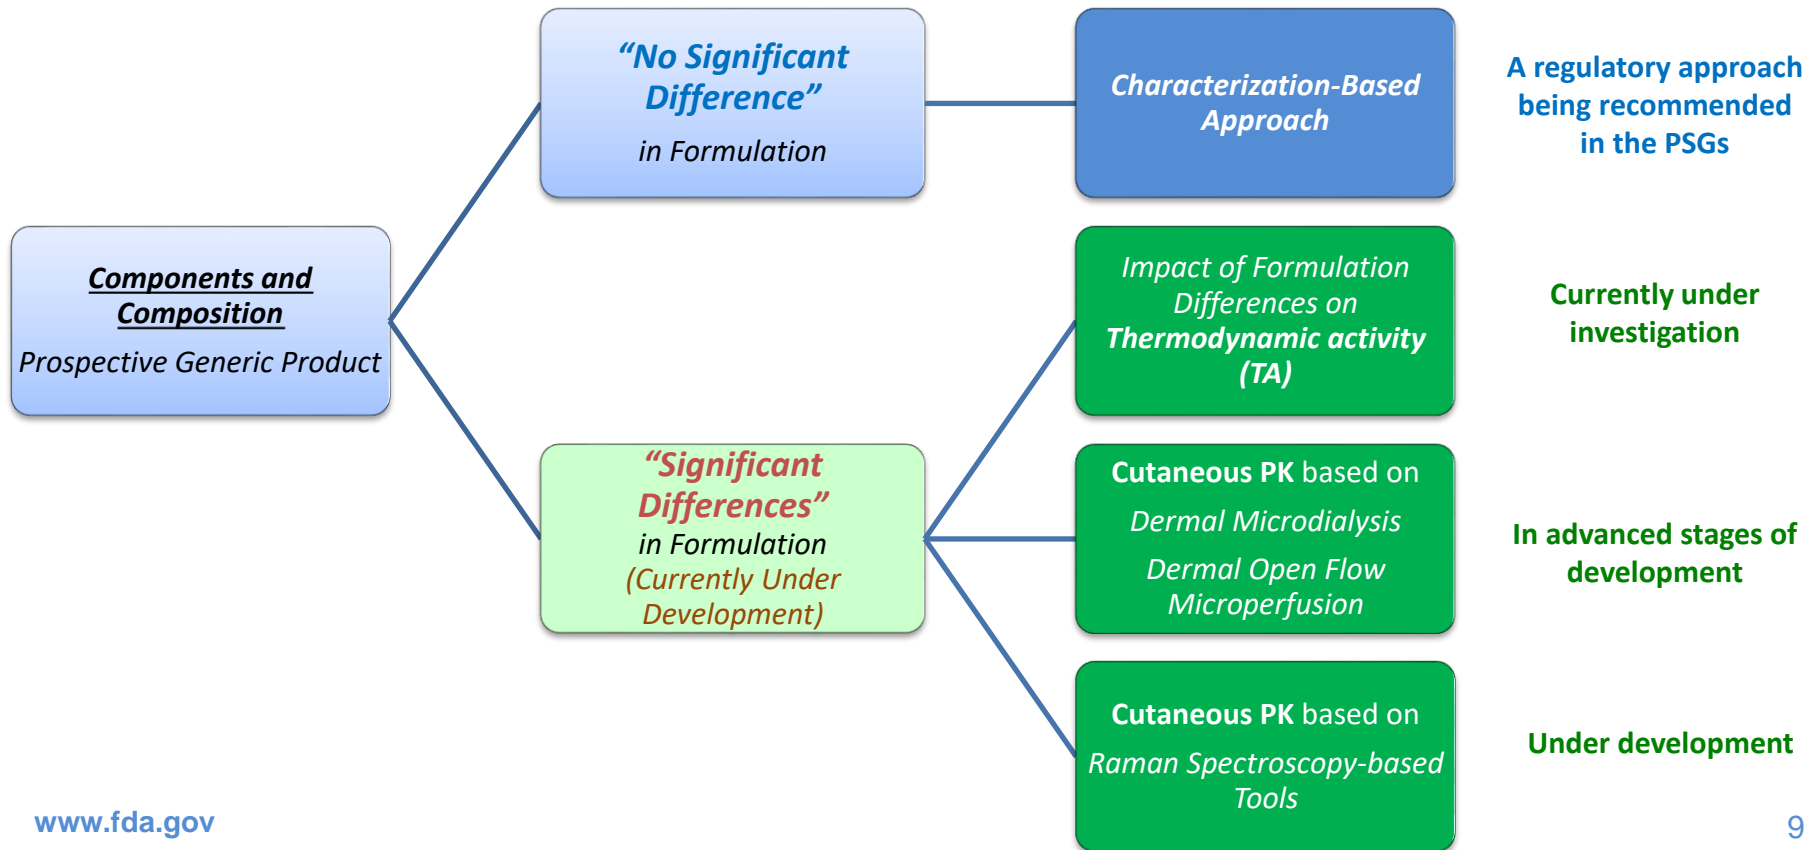 Components and
Composition
Prospective Generic Product
“No Significant
Difference”
in Formulation
Characterization-Based
Approach
A regulatory approach
being recommended
in the PSGs
“Significant
Differences”
in Formulation
(Currently Under
Development)
Impact of Formulation
Differences on
Thermodynamic activity
(TA)
Currently under
investigation
Cutaneous PK based on
Dermal Microdialysis
Dermal Open Flow
Microperfusion
In advanced stages of
development
Cutaneous PK based on
Raman Spectroscopy-based
Tools
Under development
www.fda.gov
9